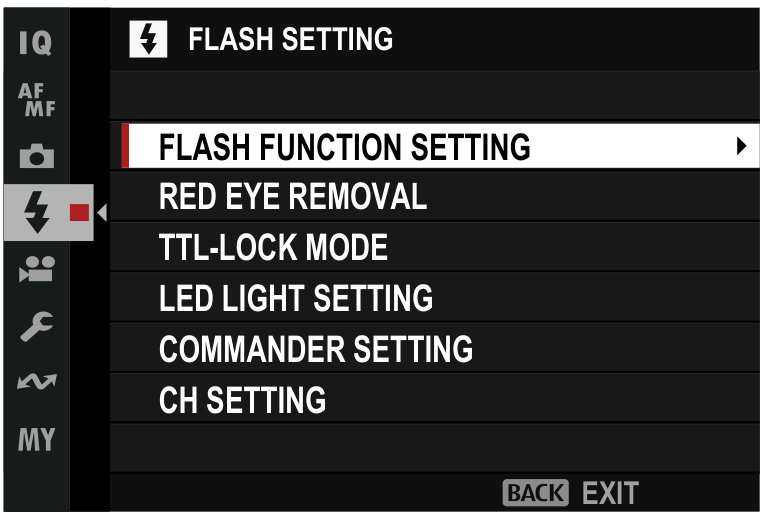 IQ
AF
MF
MY
FLASH SETTING
FLASH FUNCTION SETTING
RED EYE REMOVAL
TTL-LOCK MODE
LED LIGHT SETTING
COMMANDER SETTING
CH SETTING
BACK EXIT